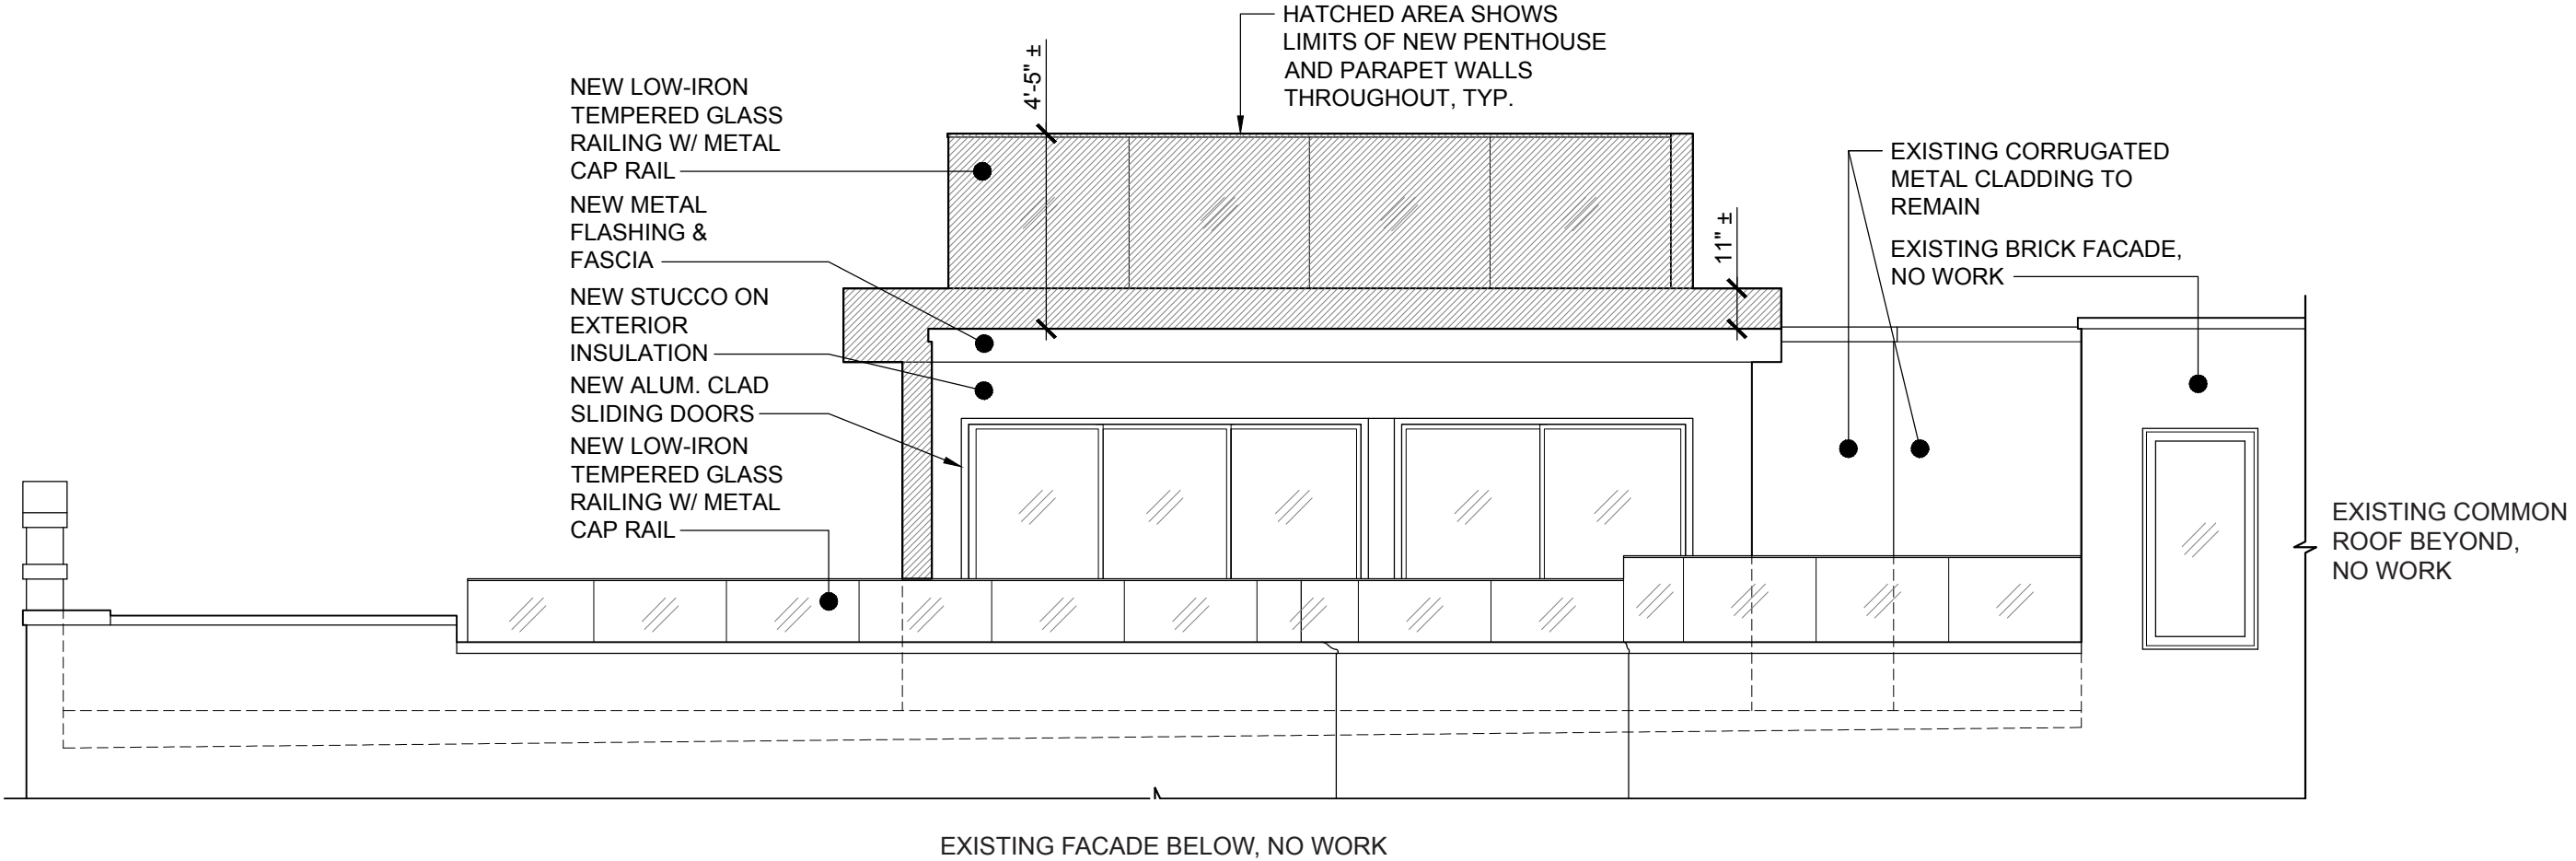 HATCHED AREA SHOWS
LIMITS OF NEW PENTHOUSE
AND PARAPET WALLS
THROUGHOUT, TYP.
4'-5" ±
NEW LOW-IRON
TEMPERED GLASS
RAILING W/ METAL
CAP RAIL
NEW METAL
FLASHING &
FASCIA
NEW STUCCO ON
EXTERIOR
INSULATION
NEW ALUM. CLAD
SLIDING DOORS
NEW LOW-IRON
TEMPERED GLASS
RAILING W/ METAL
CAP RAIL
11" ±
EXISTING CORRUGATED
METAL CLADDING TO
REMAIN
EXISTING BRICK FACADE,
NO WORK
EXISTING COMMON
ROOF BEYOND,
NO WORK
EXISTING FACADE BELOW, NO WORK